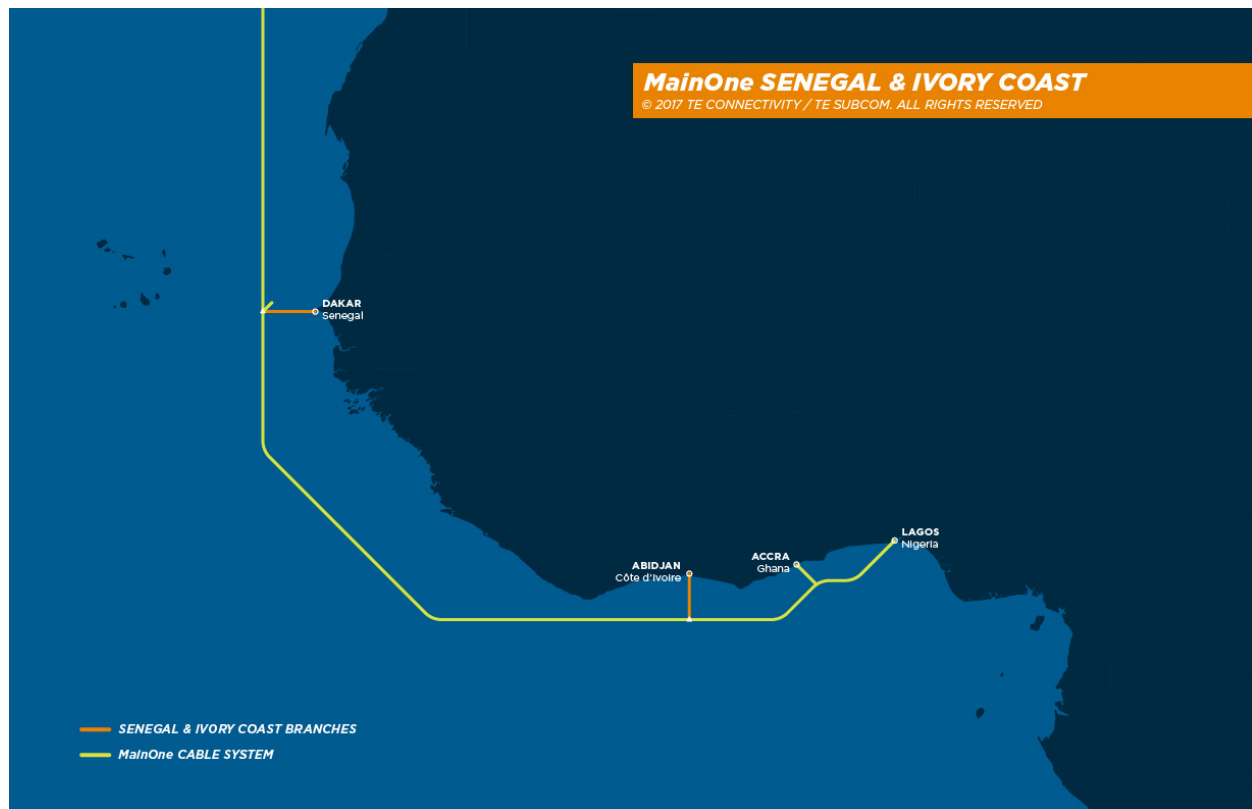 MainOne SENEGAL & IVORY COAST
© 2017 TE CONNECTIVITY / TE SUBCOM. ALL RIGHTS RESERVED
DAKAR
Senegal
ABIDJAN
Côte d'Ivoire
ACCRA
Ghana
LAGOS
Nigeria
SENEGAL & IVORY COAST BRANCHES
MainOne CABLE SYSTEM